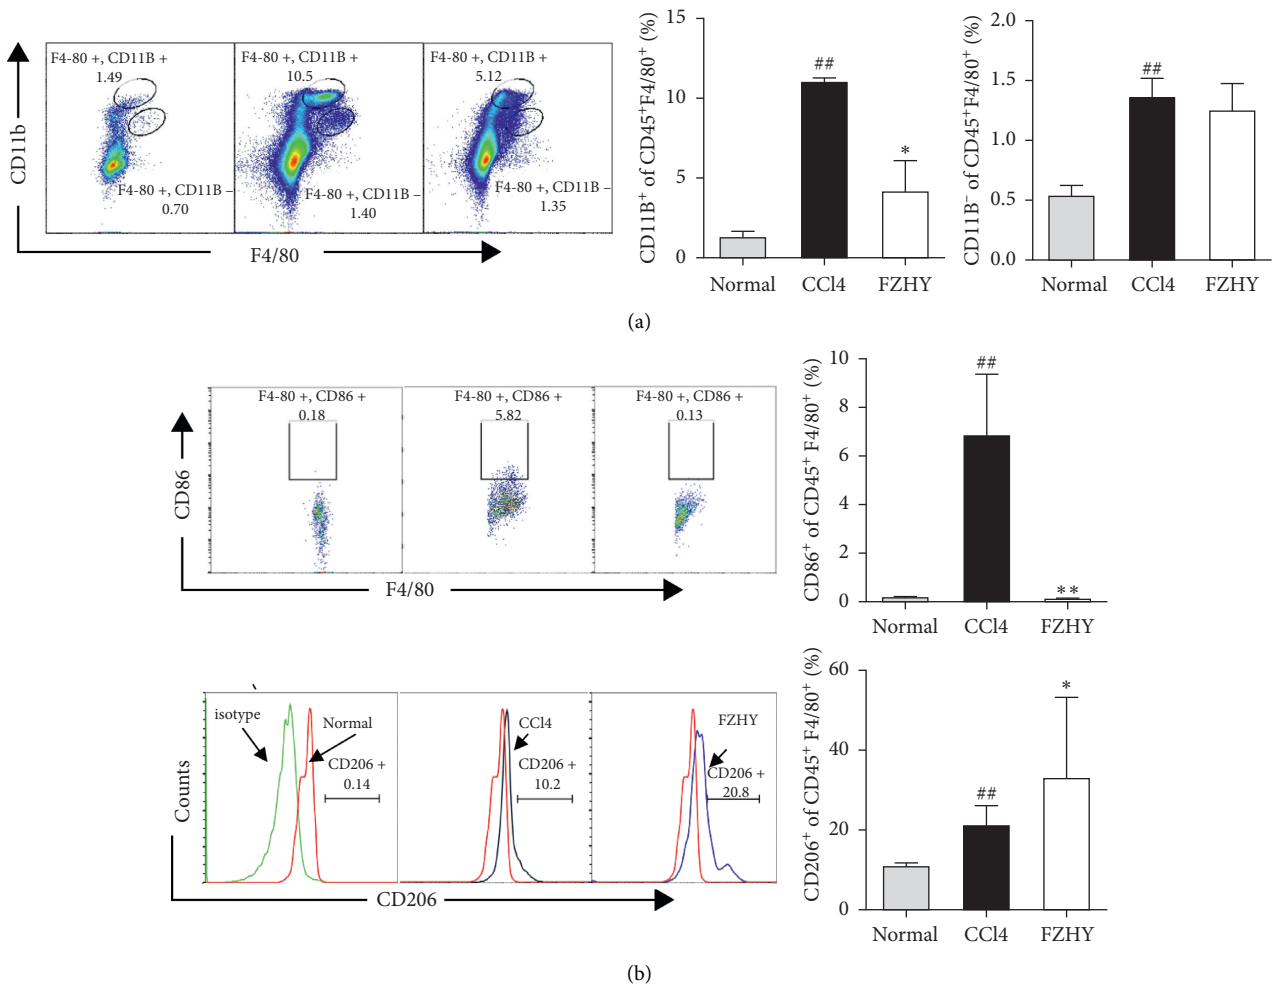 F4-80 +, CD11B +
1.49
F4-80 +, CD11B +
10.5
F4-80 +, CD11B +
5.12
F4-80 +, CD11B –
0.70
F4-80 +, CD11B –
1.40
F4-80 +, CD11B –
1.35
CD11b
F4/80
CD11B⁺ of CD45⁺F4/80⁺ (%)
15
10
5
0
##
*
Normal CCl4 FZHY
CD11B⁻ of CD45⁺F4/80⁺ (%)
2.0
1.5
1.0
0.5
0.0
##
Normal CCl4 FZHY
(a)
F4-80 +, CD86 +
0.18
F4-80 +, CD86 +
5.82
F4-80 +, CD86 +
0.13
CD86
F4/80
CD86⁺ of CD45⁺ F4/80⁺ (%)
10
8
6
4
2
0
##
**
Normal CCl4 FZHY
isotype
Normal
CD206 +
0.14
CCl4
CD206 +
10.2
FZHY
CD206 +
20.8
Counts
CD206
CD206⁺ of CD45⁺ F4/80⁺ (%)
60
40
20
0
##
*
Normal CCl4 FZHY
(b)